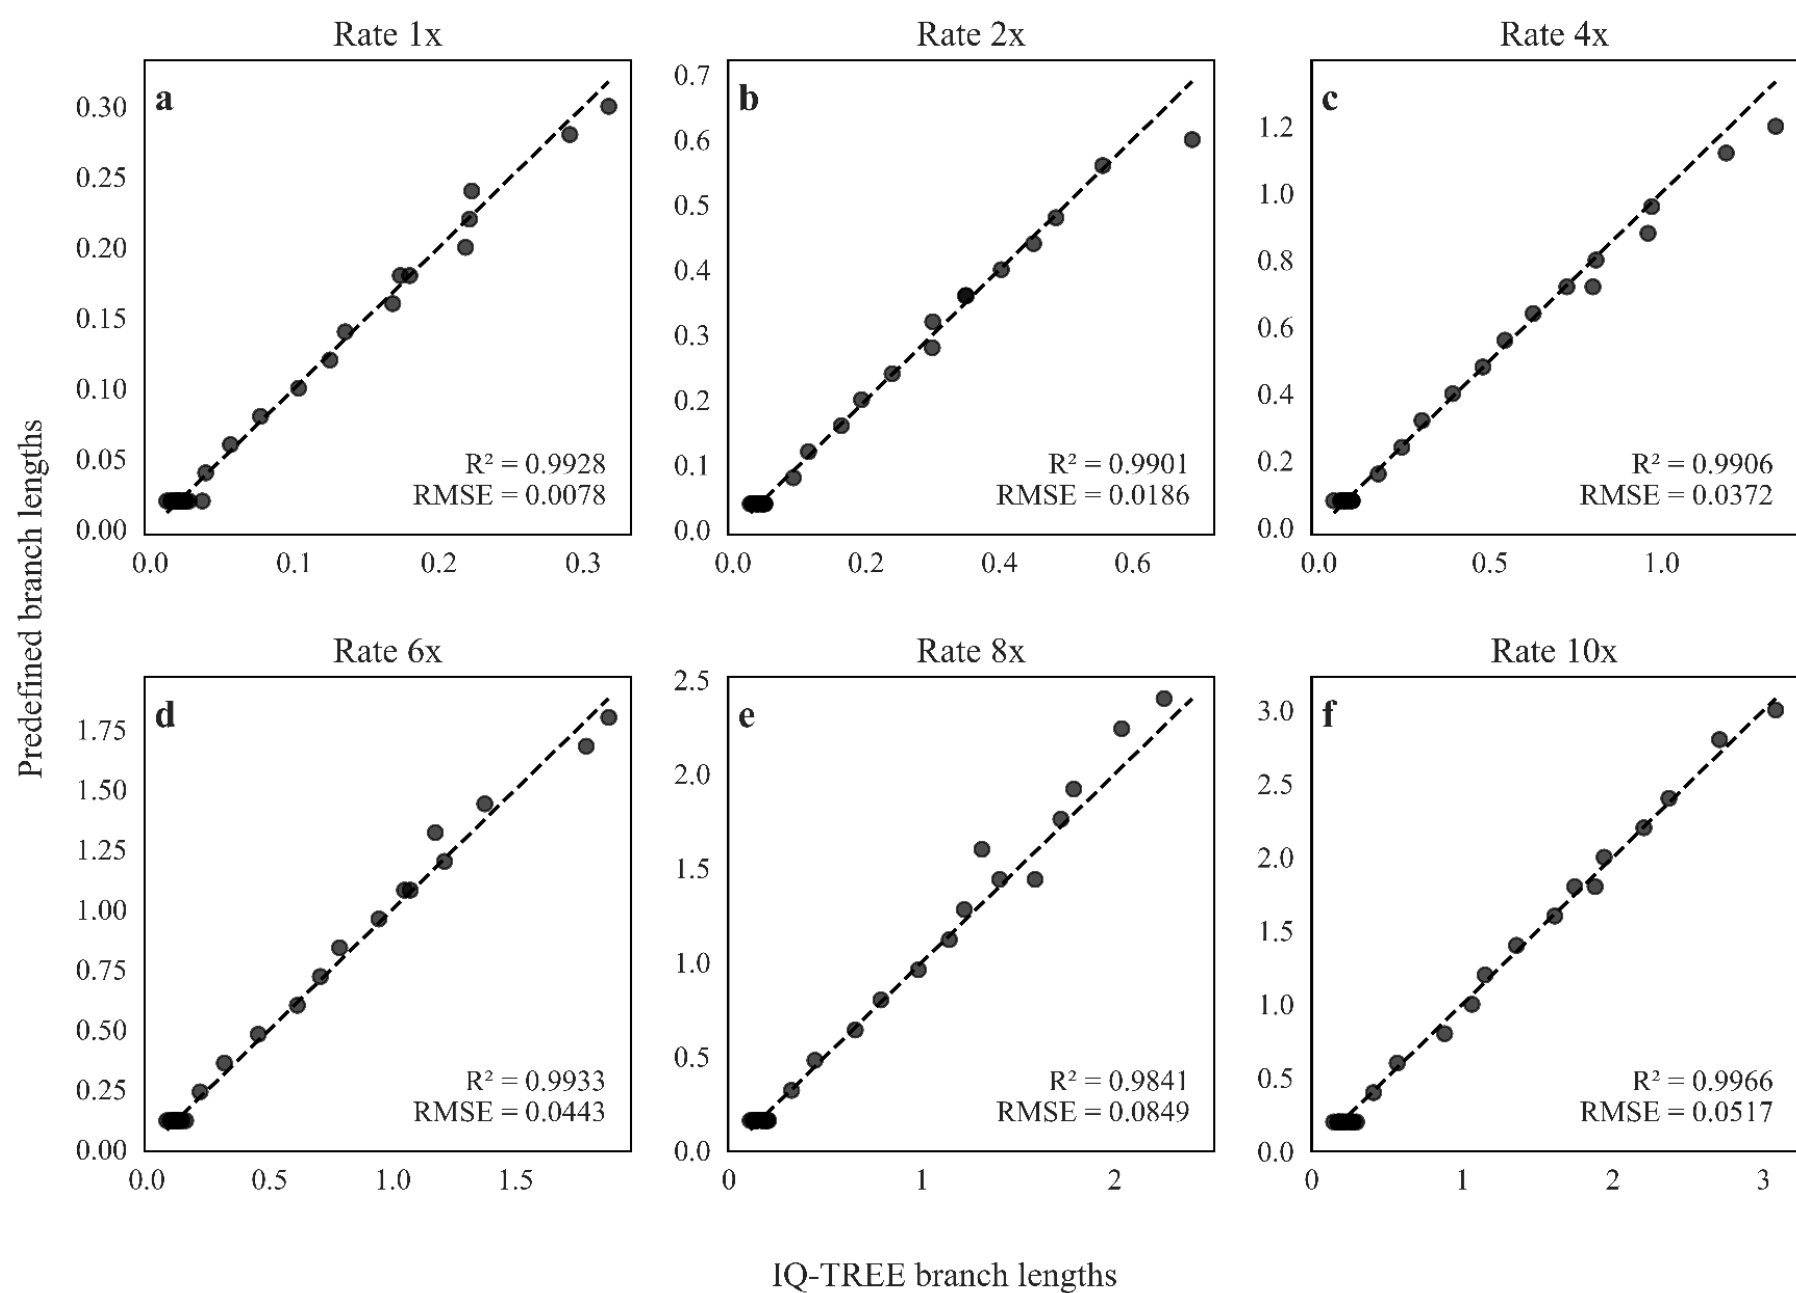 Predefined branch lengths
Rate 1x
a
0.30
0.25
0.20
0.15
0.10
0.05
0.00
R² = 0.9928
RMSE = 0.0078
0.0 0.1 0.2 0.3
Rate 2x
b
0.7
0.6
0.5
0.4
0.3
0.2
0.1
0.0
R² = 0.9901
RMSE = 0.0186
0.0 0.2 0.4 0.6
Rate 4x
c
1.2
1.0
0.8
0.6
0.4
0.2
0.0
R² = 0.9906
RMSE = 0.0372
0.0 0.5 1.0
Rate 6x
d
1.75
1.50
1.25
1.00
0.75
0.50
0.25
0.00
R² = 0.9933
RMSE = 0.0443
0.0 0.5 1.0 1.5
Rate 8x
e
2.5
2.0
1.5
1.0
0.5
0.0
R² = 0.9841
RMSE = 0.0849
0 1 2
Rate 10x
f
3.0
2.5
2.0
1.5
1.0
0.5
0.0
R² = 0.9966
RMSE = 0.0517
0 1 2 3
IQ-TREE branch lengths